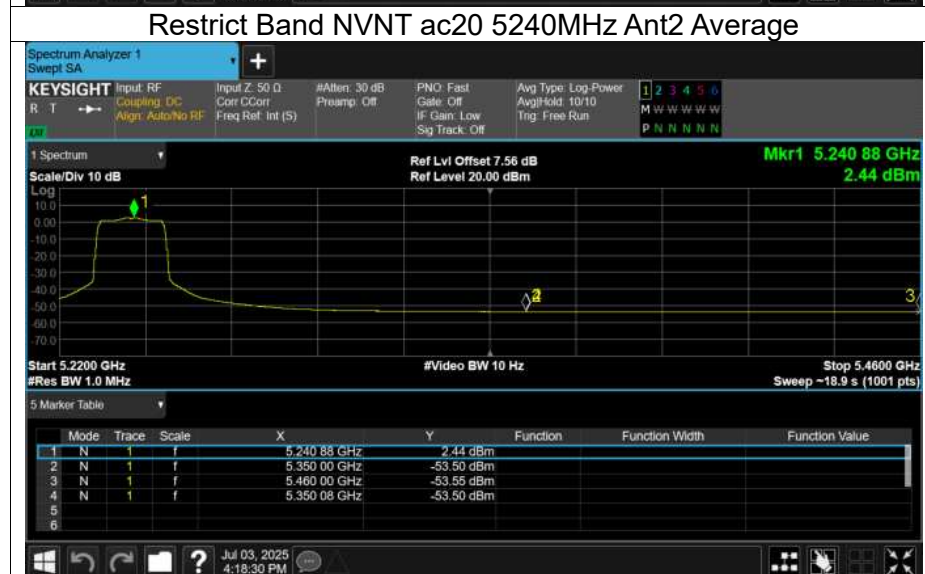 Restrict Band NVNT ac20 5240MHz Ant2 Average
Spectrum Analyzer 1
Swept SA
+
KEYSIGHT Input: RF Input Z: 50 Ω #Atten: 30 dB PNO: Fast Avg Type: Log-Power 1 2 3 4 5 6
R T Coupling: DC Corr CCorr Preamp: Off Gate: Off Avg|Hold: 10/10 M W W W W W
Align: Auto/No RF Freq Ref: Int (S) IF Gain: Low Trig: Free Run
LXI Sig Track: Off P N N N N N
1 Spectrum
Ref Lvl Offset 7.56 dB Mkr1 5.240 88 GHz
Scale/Div 10 dB Ref Level 20.00 dBm 2.44 dBm
Log
10.0
0.00
-10.0
-20.0
-30.0
-40.0
-50.0
-60.0
-70.0
1
2
3
Start 5.2200 GHz #Video BW 10 Hz Stop 5.4600 GHz
#Res BW 1.0 MHz Sweep ~18.9 s (1001 pts)
5 Marker Table
Mode Trace Scale X Y Function Function Width Function Value
1 N 1 f 5.240 88 GHz 2.44 dBm
2 N 1 f 5.350 00 GHz -53.50 dBm
3 N 1 f 5.460 00 GHz -53.55 dBm
4 N 1 f 5.350 08 GHz -53.50 dBm
5
6
? Jul 03, 2025
4:18:30 PM